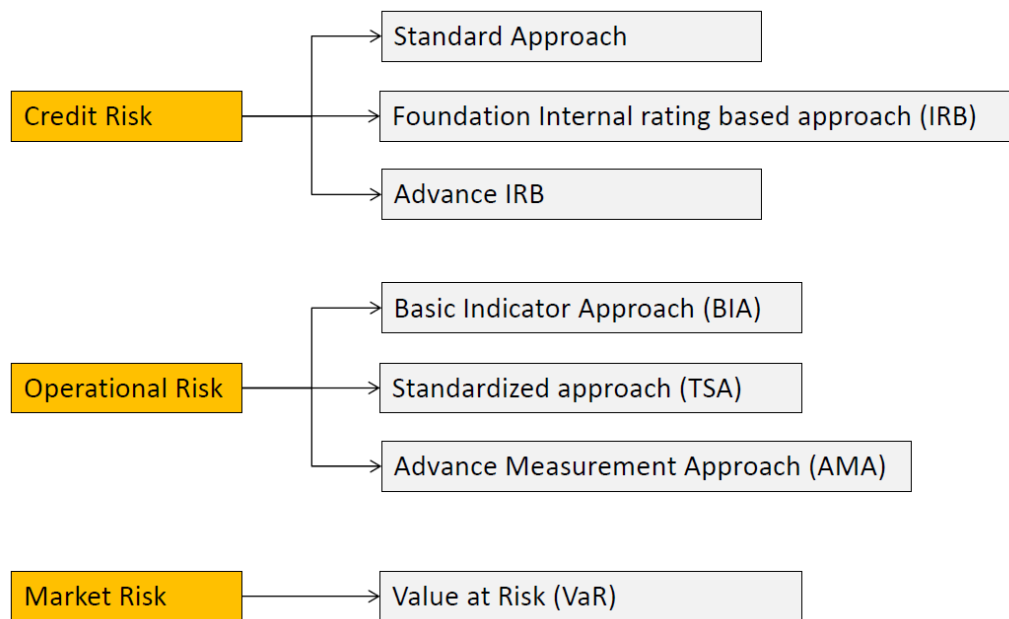 Standard Approach
Credit Risk
Foundation Internal rating based approach (IRB)
Advance IRB
Basic Indicator Approach (BIA)
Operational Risk
Standardized approach (TSA)
Advance Measurement Approach (AMA)
Market Risk
Value at Risk (VaR)